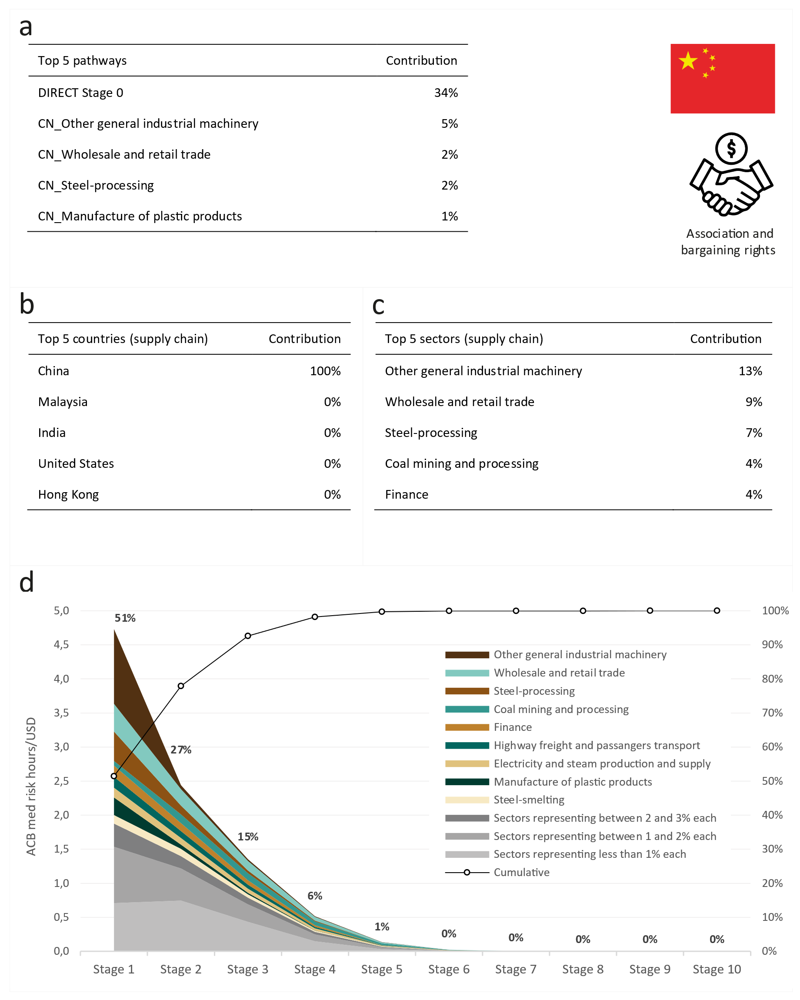 a
Top 5 pathways Contribution
DIRECT Stage 0 34%
CN_Other general industrial machinery 5%
CN_Wholesale and retail trade 2%
CN_Steel-processing 2%
CN_Manufacture of plastic products 1%
$
Association and
bargaining rights
b
Top 5 countries (supply chain) Contribution
China 100%
Malaysia 0%
India 0%
United States 0%
Hong Kong 0%
c
Top 5 sectors (supply chain) Contribution
Other general industrial machinery 13%
Wholesale and retail trade 9%
Steel-processing 7%
Coal mining and processing 4%
Finance 4%
d
ACB med risk hours/USD
5,0
4,5
4,0
3,5
3,0
2,5
2,0
1,5
1,0
0,5
0,0
51%
27%
15%
6%
1%
0%
0%
0%
0%
0%
Other general industrial machinery
Wholesale and retail trade
Steel-processing
Coal mining and processing
Finance
Highway freight and passangers transport
Electricity and steam production and supply
Manufacture of plastic products
Steel-smelting
Sectors representing between 2 and 3% each
Sectors representing between 1 and 2% each
Sectors representing less than 1% each
Cumulative
100%
90%
80%
70%
60%
50%
40%
30%
20%
10%
0%
Stage 1 Stage 2 Stage 3 Stage 4 Stage 5 Stage 6 Stage 7 Stage 8 Stage 9 Stage 10